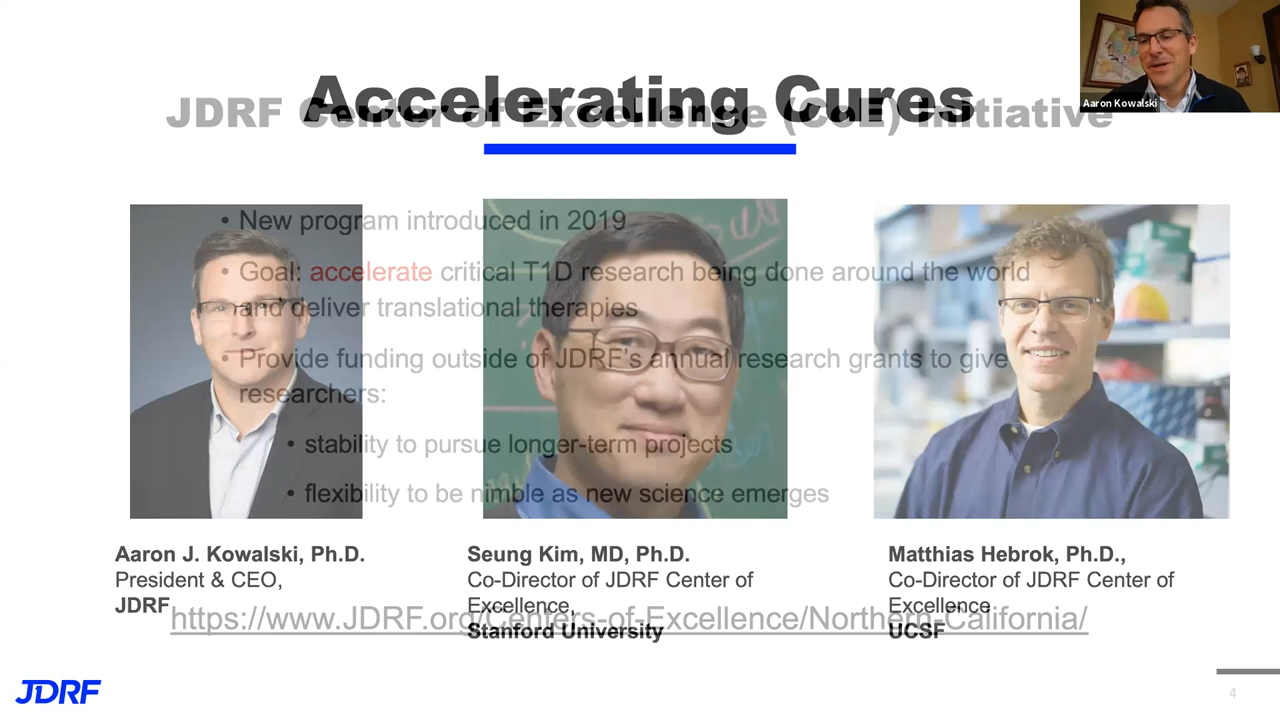 Accelerating Cures
JDRF Center of Excellence (CoE) Initiative
Aaron Kowalski
• New program introduced in 2019
• Goal: accelerate critical T1D research being done around the world
and deliver translational therapies
• Provide funding outside of JDRF's annual research grants to give
researchers:
• stability to pursue longer-term projects
• flexibility to be nimble as new science emerges
Aaron J. Kowalski, Ph.D.
President & CEO,
JDRF
Seung Kim, MD, Ph.D.
Co-Director of JDRF Center of
Excellence,
Stanford University
Matthias Hebrok, Ph.D.,
Co-Director of JDRF Center of
Excellence
UCSF
https://www.JDRF.org/Centers-of-Excellence/Northern-California/
JDRF
4